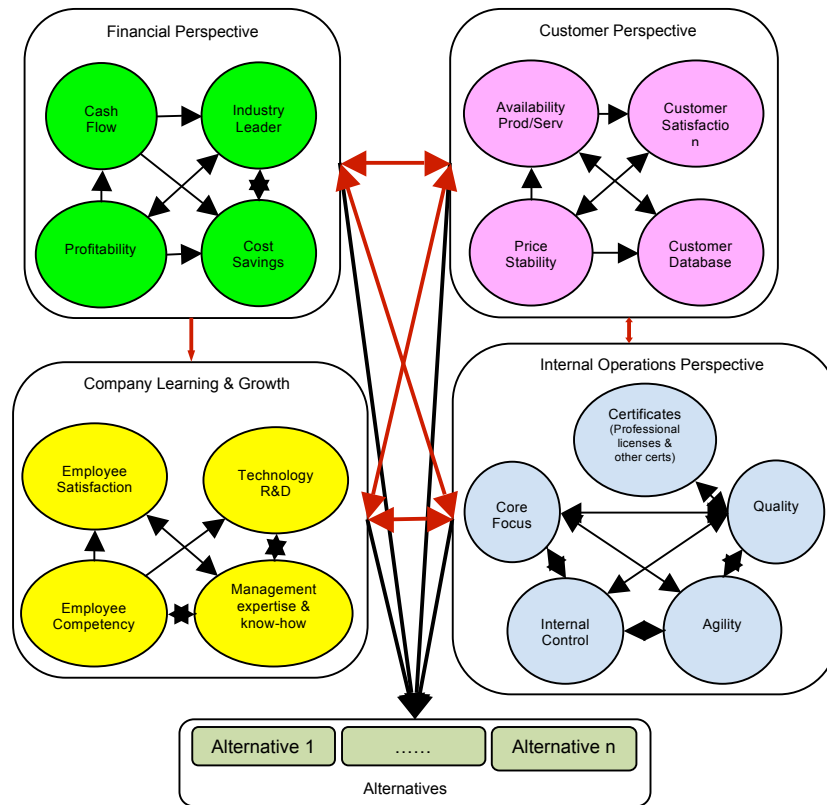 Financial Perspective
Cash
Flow
Industry
Leader
Profitability
Cost
Savings
Customer Perspective
Availability
Prod/Serv
Customer
Satisfactio
n
Price
Stability
Customer
Database
Company Learning & Growth
Employee
Satisfaction
Technology
R&D
Employee
Competency
Management
expertise &
know-how
Internal Operations Perspective
Certificates
(Professional
licenses &
other certs)
Core
Focus
Quality
Internal
Control
Agility
Alternative 1
……
Alternative n
Alternatives